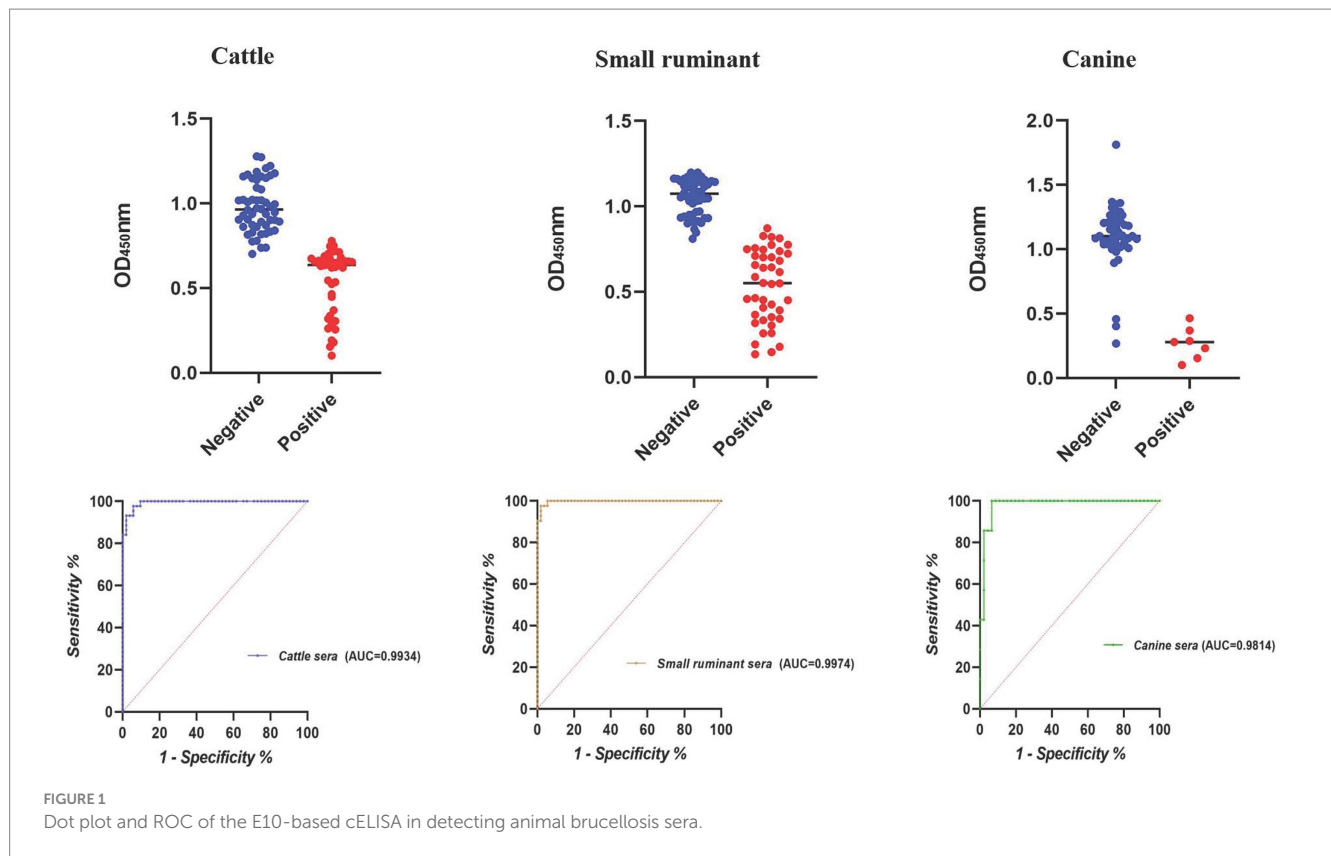 Cattle
Small ruminant
Canine
1.5
1.0
0.5
0.0
OD450nm
Negative
Positive
1.5
1.0
0.5
0.0
OD450nm
Negative
Positive
2.0
1.5
1.0
0.5
0.0
OD450nm
Negative
Positive
100
80
60
40
20
0
Sensitivity %
Cattle sera (AUC=0.9934)
0 20 40 60 80 100
1 - Specificity %
100
80
60
40
20
0
Sensitivity %
Small ruminant sera (AUC=0.9974)
0 20 40 60 80 100
1 - Specificity %
100
80
60
40
20
0
Sensitivity %
Canine sera (AUC=0.9814)
0 20 40 60 80 100
1 - Specificity %
FIGURE 1
Dot plot and ROC of the E10-based cELISA in detecting animal brucellosis sera.